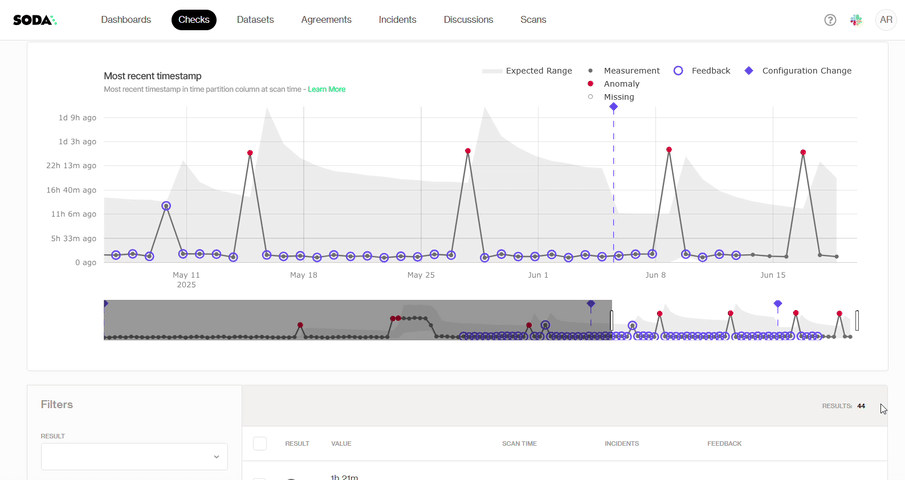 SODA
Dashboards
Checks
Datasets
Agreements
Incidents
Discussions
Scans
?
AR
Most recent timestamp
Most recent timestamp in time partition column at scan time - Learn More
Expected Range
Measurement
Feedback
Configuration Change
Anomaly
Missing
1d 9h ago
1d 3h ago
22h 13m ago
16h 40m ago
11h 6m ago
5h 33m ago
0 ago
May 11
2025
May 18
May 25
Jun 1
Jun 8
Jun 15
Filters
RESULT
RESULTS: 44
RESULT VALUE SCAN TIME INCIDENTS FEEDBACK
1h 21m